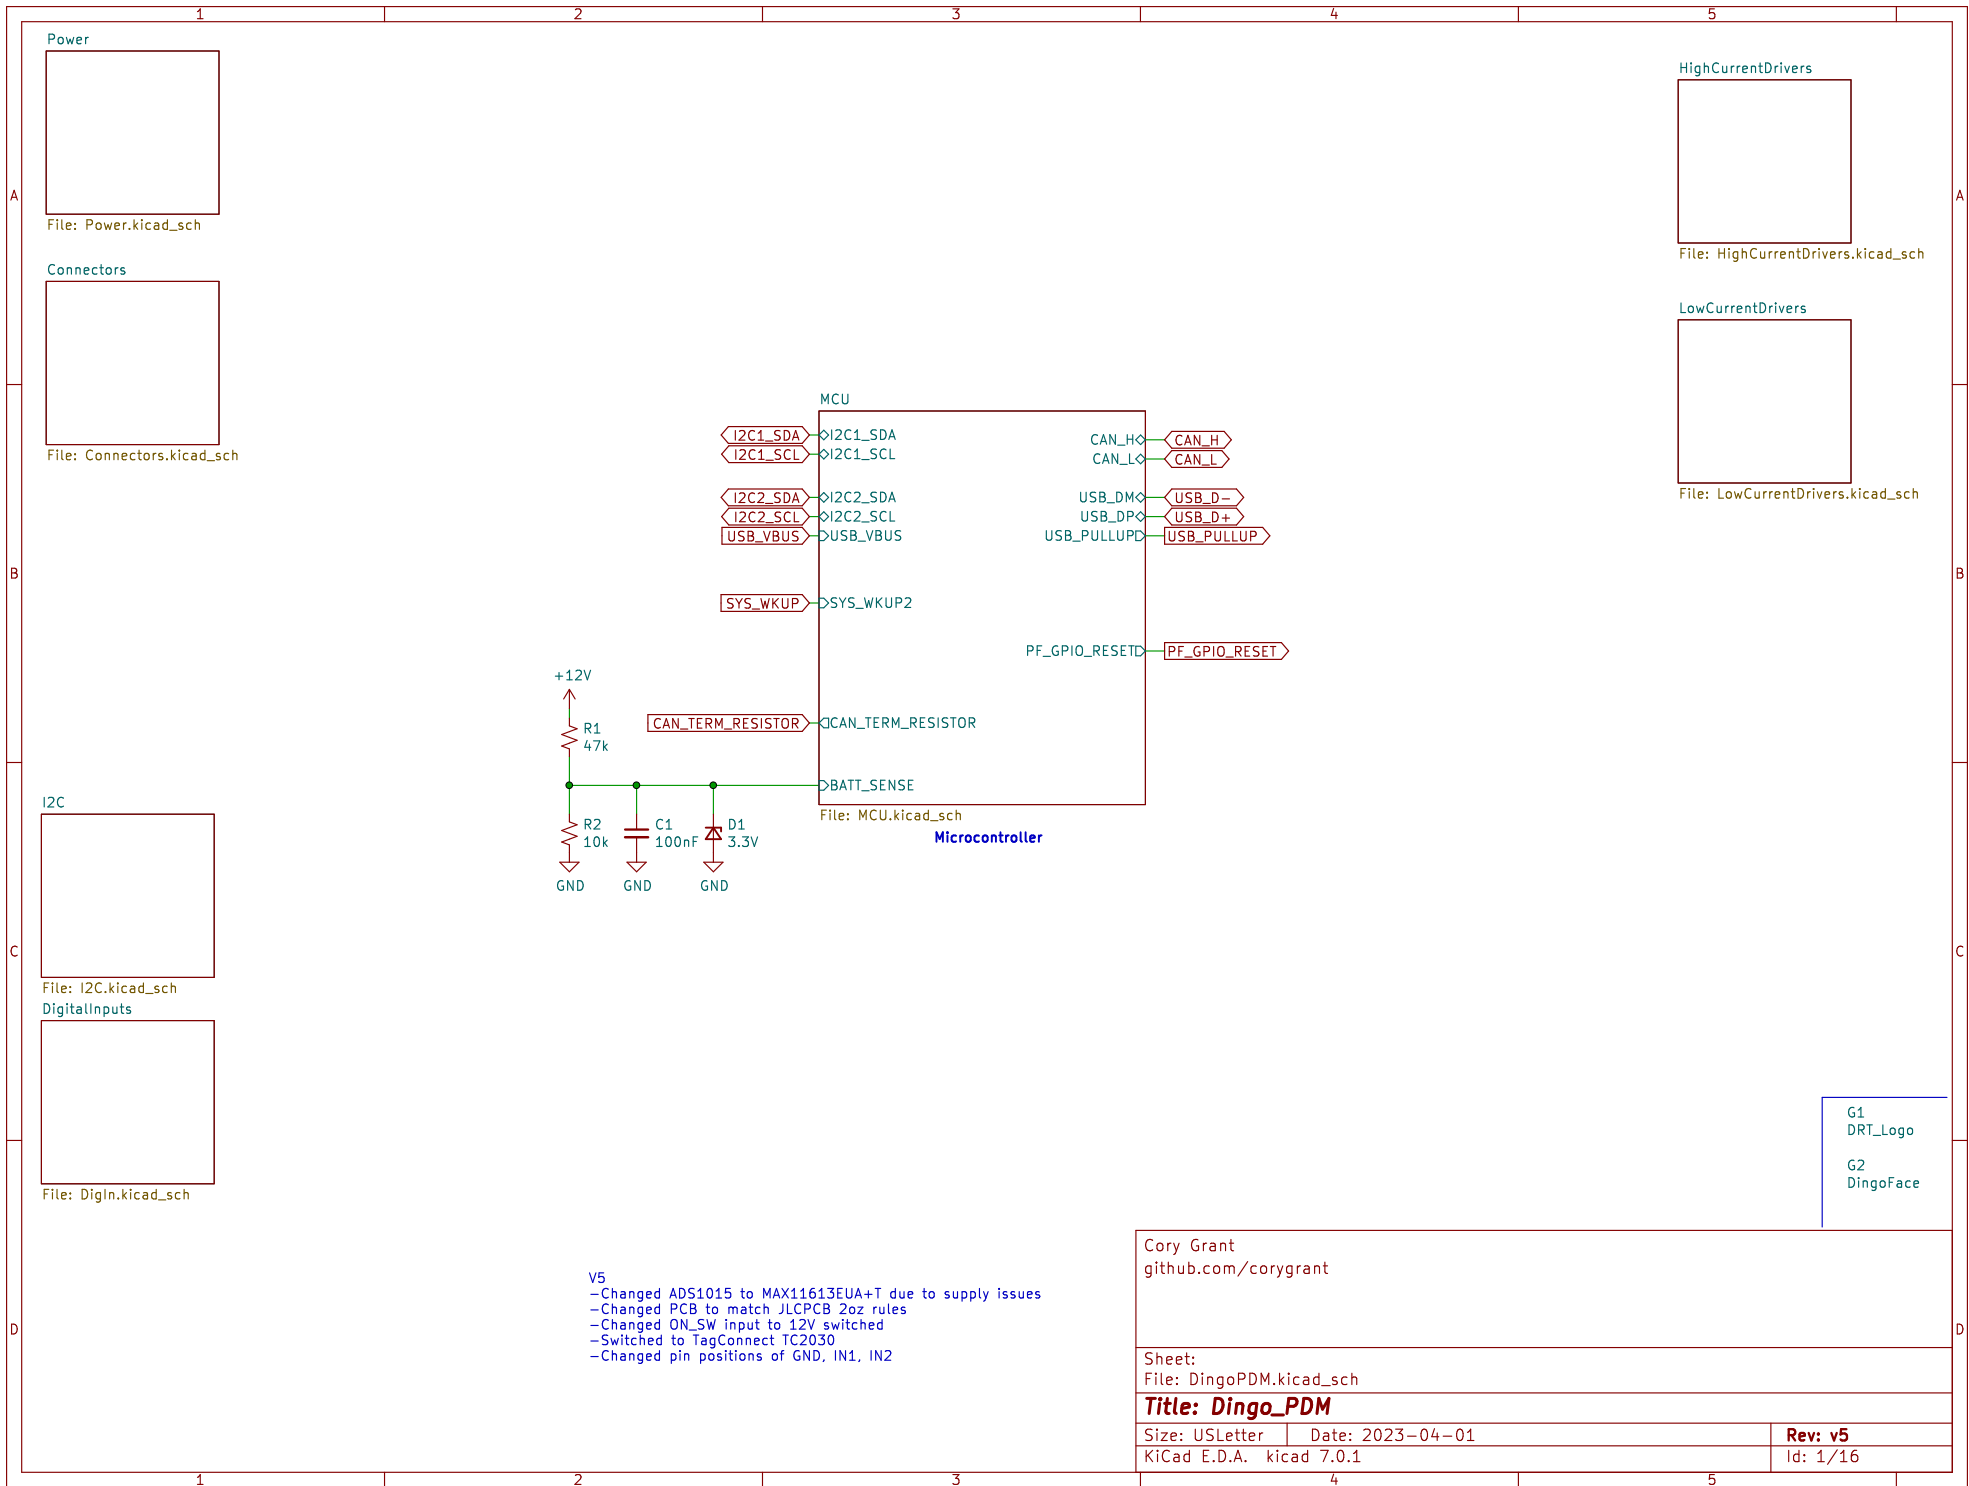 1
2
3
4
5
A
B
C
D
A
B
C
D
1
2
3
4
5
Power
File: Power.kicad_sch
Connectors
File: Connectors.kicad_sch
I2C
File: I2C.kicad_sch
DigitalInputs
File: DigIn.kicad_sch
HighCurrentDrivers
File: HighCurrentDrivers.kicad_sch
LowCurrentDrivers
File: LowCurrentDrivers.kicad_sch
MCU
I2C1_SDA
I2C1_SCL
I2C2_SDA
I2C2_SCL
USB_VBUS
SYS_WKUP
CAN_TERM_RESISTOR
I2C1_SDA
I2C1_SCL
I2C2_SDA
I2C2_SCL
USB_VBUS
SYS_WKUP2
CAN_TERM_RESISTOR
BATT_SENSE
CAN_H
CAN_L
USB_DM
USB_DP
USB_PULLUP
PF_GPIO_RESET
CAN_H
CAN_L
USB_D-
USB_D+
USB_PULLUP
PF_GPIO_RESET
File: MCU.kicad_sch
Microcontroller
+12V
R1
47k
R2
10k
GND
C1
100nF
GND
D1
3.3V
GND
G1
DRT_Logo
G2
DingoFace
V5
-Changed ADS1015 to MAX11613EUA+T due to supply issues
-Changed PCB to match JLCPCB 2oz rules
-Changed ON_SW input to 12V switched
-Switched to TagConnect TC2030
-Changed pin positions of GND, IN1, IN2
Cory Grant
github.com/corygrant
Sheet:
File: DingoPDM.kicad_sch
Title: Dingo_PDM
Size: USLetter
Date: 2023-04-01
Rev: v5
KiCad E.D.A. kicad 7.0.1
Id: 1/16